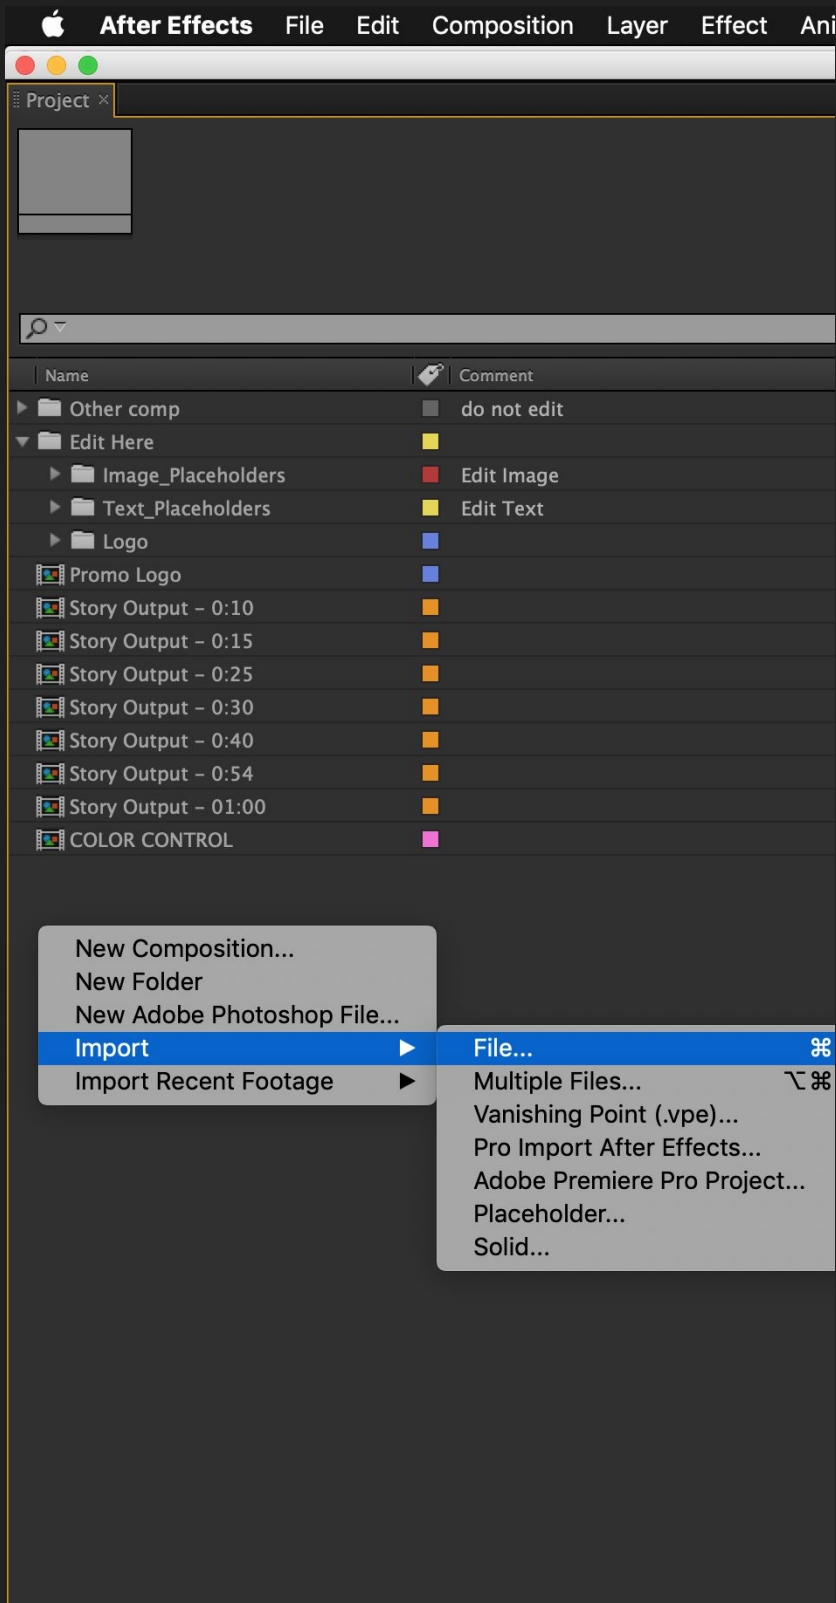 After Effects File Edit Composition Layer Effect Ani
Project ×
Name Comment
Other comp do not edit
Edit Here
Image_Placeholders Edit Image
Text_Placeholders Edit Text
Logo
Promo Logo
Story Output – 0:10
Story Output – 0:15
Story Output – 0:25
Story Output – 0:30
Story Output – 0:40
Story Output – 0:54
Story Output – 01:00
COLOR CONTROL
New Composition...
New Folder
New Adobe Photoshop File...
Import
Import Recent Footage
File... ⌘
Multiple Files... ⌥⌘
Vanishing Point (.vpe)...
Pro Import After Effects...
Adobe Premiere Pro Project...
Placeholder...
Solid...